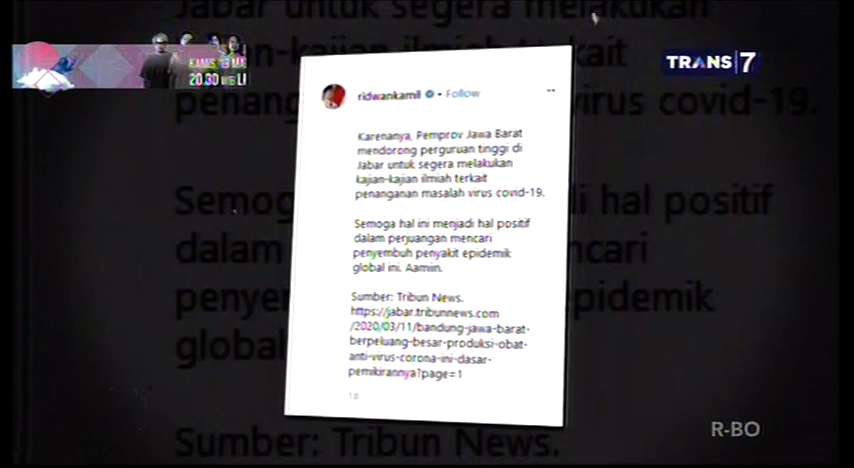 Jabar untuk segera melakukan
kajian-kajian ilmiah terkait
KAMIS, 19 MA
20.30 WIB LI
TRANS|7
virus covid-19.
ridwankamil • Follow
Karenanya, Pemprov Jawa Barat
mendorong perguruan tinggi di
Jabar untuk segera melakukan
kajian-kajian ilmiah terkait
penanganan masalah virus covid-19.
Semoga hal ini menjadi hal positif
dalam perjuangan mencari
penyembuh penyakit epidemik
global ini. Aamiin.
Sumber: Tribun News.
https://jabar.tribunnews.com
/2020/03/11/bandung-jawa-barat-
berpeluang-besar-produksi-obat-
anti-virus-corona-ini-dasar-
pemikirannya?page=1
1d
Semog
di hal positif
dalam
ncari
penye
epidemik
global
Sumber: Tribun News.
R-BO